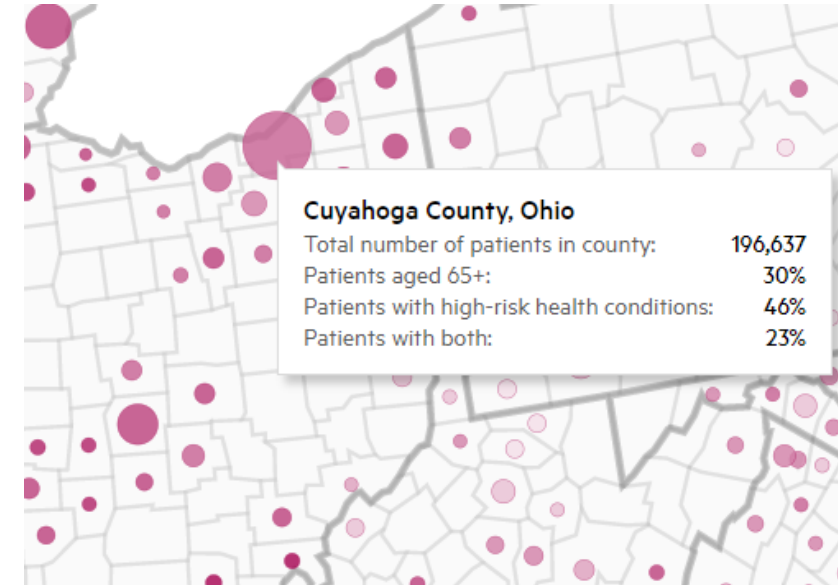 Cuyahoga County, Ohio
Total number of patients in county: 196,637
Patients aged 65+: 30%
Patients with high-risk health conditions: 46%
Patients with both: 23%